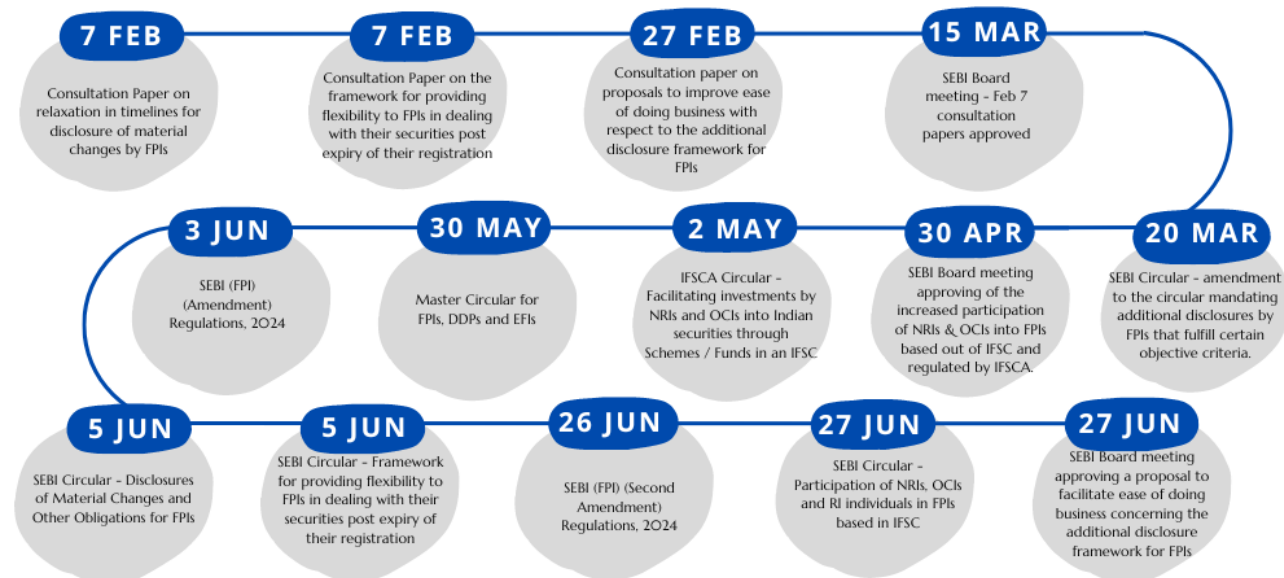 7 FEB
Consultation Paper on
relaxation in timelines for
disclosure of material
changes by FPIs
7 FEB
Consultation Paper on the
framework for providing
flexibility to FPIs in dealing
with their securities post
expiry of their registration
27 FEB
Consultation paper on
proposals to improve ease
of doing business with
respect to the additional
disclosure framework for
FPIs
15 MAR
SEBI Board
meeting - Feb 7
consultation
papers approved
20 MAR
SEBI Circular - amendment
to the circular mandating
additional disclosures by
FPIs that fulfill certain
objective criteria.
30 APR
SEBI Board meeting
approving of the
increased participation
of NRIs & OCIs into FPIs
based out of IFSC and
regulated by IFSCA.
2 MAY
IFSCA Circular -
Facilitating investments by
NRIs and OCIs into Indian
securities through
Schemes / Funds in an IFSC
30 MAY
Master Circular for
FPIs, DDPs and EFIs
3 JUN
SEBI (FPI)
(Amendment)
Regulations, 2024
5 JUN
SEBI Circular - Disclosures
of Material Changes and
Other Obligations for FPIs
5 JUN
SEBI Circular - Framework
for providing flexibility to
FPIs in dealing with their
securities post expiry of
their registration
26 JUN
SEBI (FPI) (Second
Amendment)
Regulations, 2024
27 JUN
SEBI Circular -
Participation of NRIs, OCIs
and RI individuals in FPIs
based in IFSC
27 JUN
SEBI Board meeting
approving a proposal to
facilitate ease of doing
business concerning the
additional disclosure
framework for FPIs